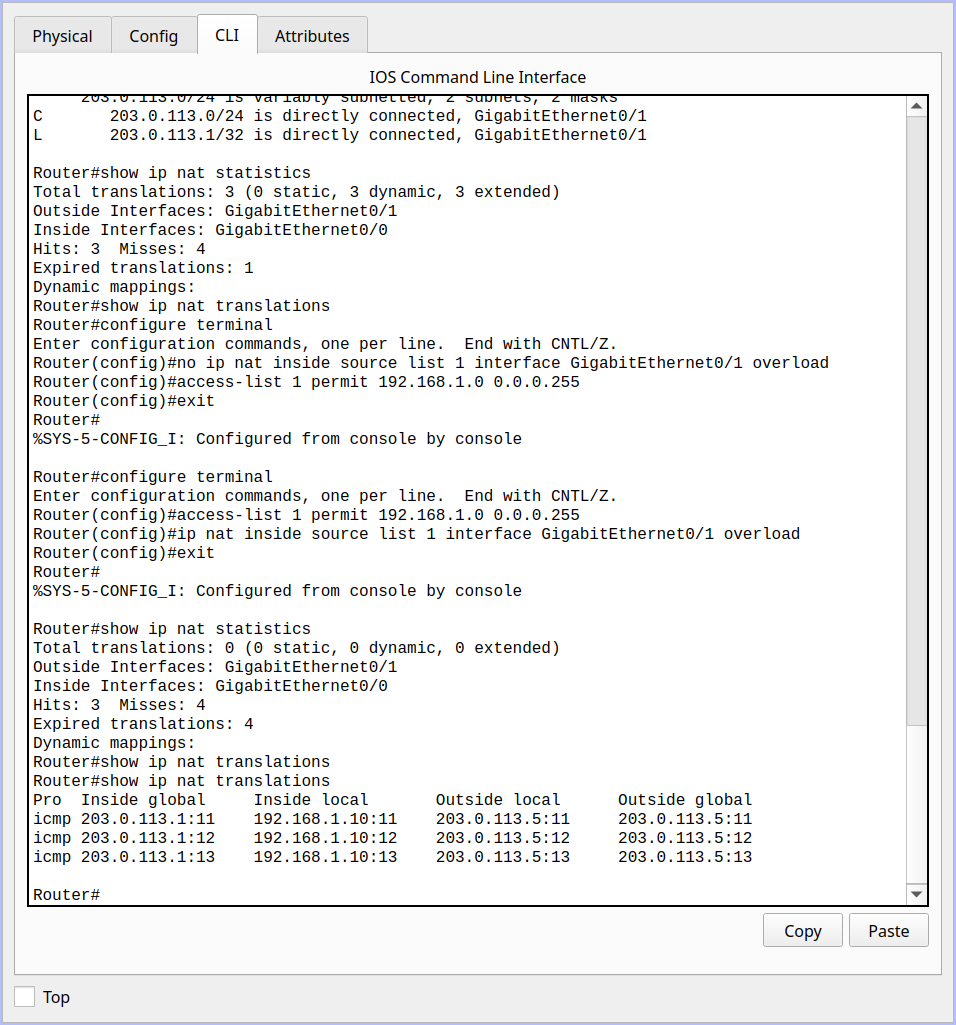 Physical Config CLI Attributes
IOS Command Line Interface
203.0.113.0/24 is variably subnetted, 2 subnets, 2 masks
C       203.0.113.0/24 is directly connected, GigabitEthernet0/1
L       203.0.113.1/32 is directly connected, GigabitEthernet0/1
Router#show ip nat statistics
Total translations: 3 (0 static, 3 dynamic, 3 extended)
Outside Interfaces: GigabitEthernet0/1
Inside Interfaces: GigabitEthernet0/0
Hits: 3  Misses: 4
Expired translations: 1
Dynamic mappings:
Router#show ip nat translations
Router#configure terminal
Enter configuration commands, one per line.  End with CNTL/Z.
Router(config)#no ip nat inside source list 1 interface GigabitEthernet0/1 overload
Router(config)#access-list 1 permit 192.168.1.0 0.0.0.255
Router(config)#exit
Router#
%SYS-5-CONFIG_I: Configured from console by console
Router#configure terminal
Enter configuration commands, one per line.  End with CNTL/Z.
Router(config)#access-list 1 permit 192.168.1.0 0.0.0.255
Router(config)#ip nat inside source list 1 interface GigabitEthernet0/1 overload
Router(config)#exit
Router#
%SYS-5-CONFIG_I: Configured from console by console
Router#show ip nat statistics
Total translations: 0 (0 static, 0 dynamic, 0 extended)
Outside Interfaces: GigabitEthernet0/1
Inside Interfaces: GigabitEthernet0/0
Hits: 3  Misses: 4
Expired translations: 4
Dynamic mappings:
Router#show ip nat translations
Router#show ip nat translations
Pro  Inside global     Inside local       Outside local      Outside global
icmp 203.0.113.1:11    192.168.1.10:11    203.0.113.5:11     203.0.113.5:11
icmp 203.0.113.1:12    192.168.1.10:12    203.0.113.5:12     203.0.113.5:12
icmp 203.0.113.1:13    192.168.1.10:13    203.0.113.5:13     203.0.113.5:13
Router#
Copy Paste
Top